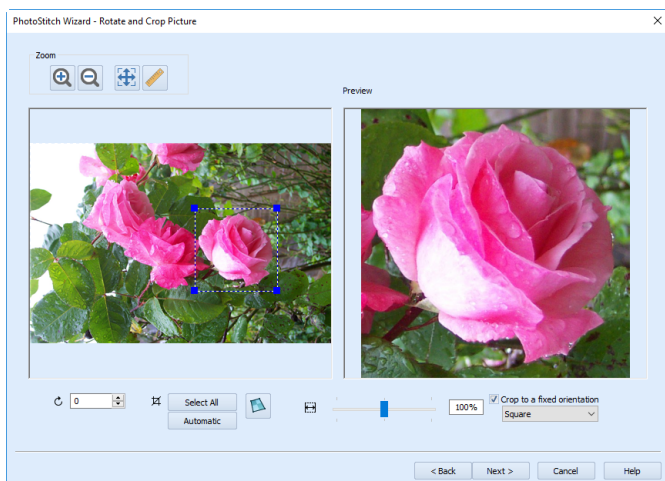 PhotoStitch Wizard - Rotate and Crop Picture
Zoom
Preview
0
Select All
Automatic
100%
Crop to a fixed orientation
Square
< Back
Next >
Cancel
Help